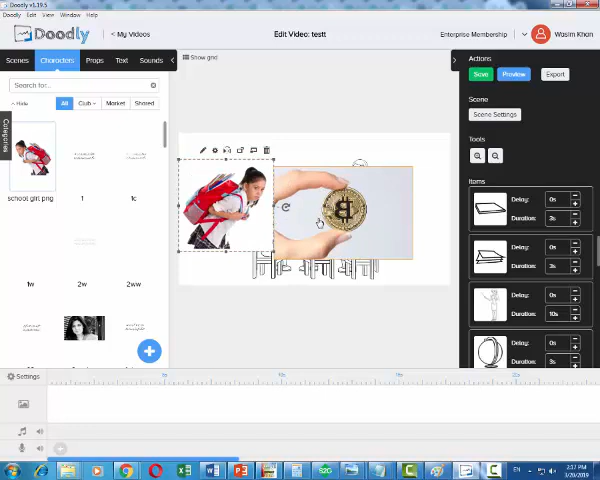 Doodly v1.19.5
Doodly Edit View Window Help
Doodly
< My Videos
Edit Video: testt
Enterprise Membership
Wasim Khan
Scenes Characters Props Text Sounds
Show grid
Search for...
Hide All Club Market Shared
Categories
school girl png 1 1c
1w 2w 2ww
Actions
Save Preview Export
Scene
Scene Settings
Tools
Items
Delay: 0s
Duration: 3s
Delay: 0s
Duration: 3s
Delay: 0s
Duration: 10s
Delay: 0s
Duration: 3s
Settings
EN
2:37 PM
3/20/2019